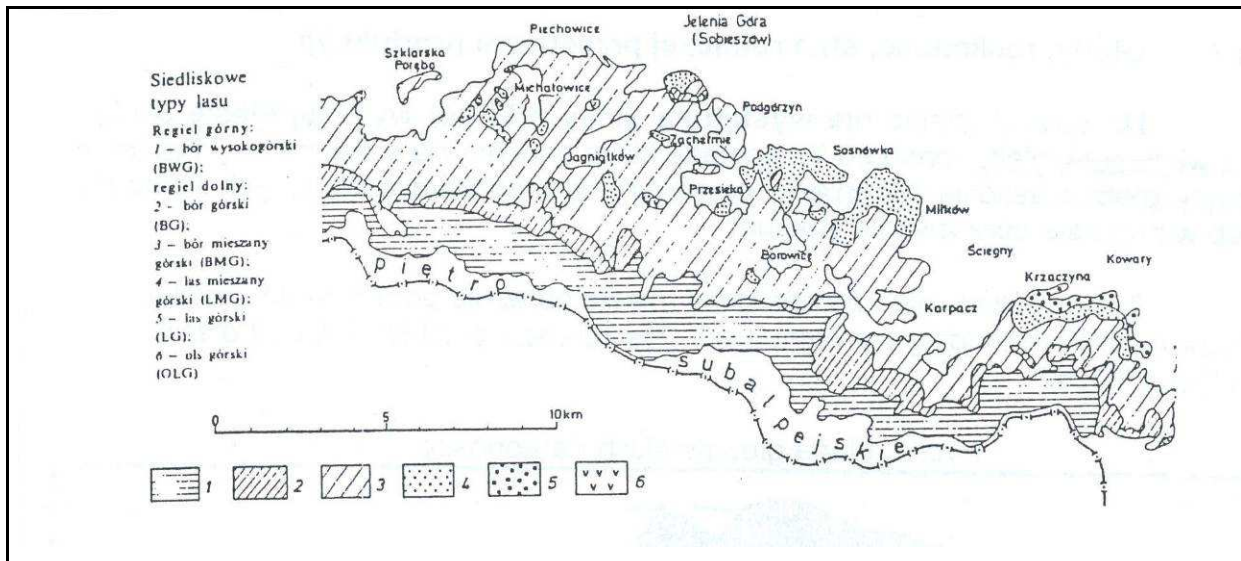 Siedliskowe
typy lasu
Regiel górny:
1 – bór wysokogórski
(BWG);
regiel dolny:
2 – bór górski
(BG);
3 – bór mieszany
górski (BMG);
4 – las mieszany
górski (LMG);
5 – las górski
(LG);
6 – ols górski
(OLG)
Szklarska
Poręba
Piechowice
Jelenia Góra
(Sobieszów)
Michałowice
Podgórzyn
Zachełmie
Sosnówka
Jagniątków
Przesieka
Miłków
Borowice
Ściegny
Kowary
Krzaczyna
Karpacz
piętro
subalpejskie
0 5 10 km
1 2 3 4 5 6